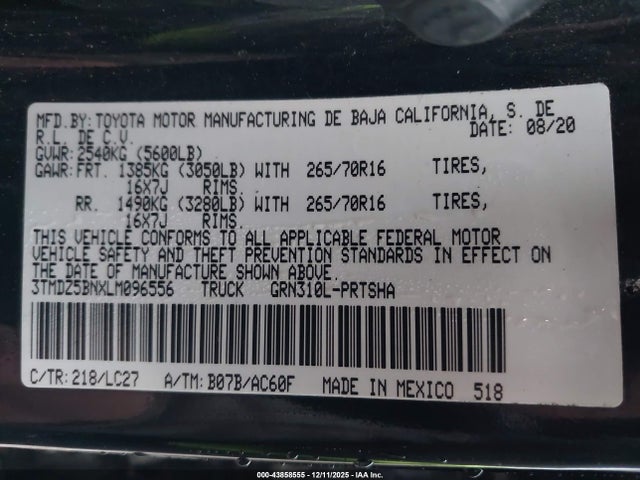 MFD.BY: TOYOTA MOTOR MANUFACTURING DE BAJA CALIFORNIA, S. DE
R.L. DE C.V. DATE: 08/20
GVWR: 2540KG (5600LB)
GAWR: FRT. 1385KG (3050LB) WITH 265/70R16 TIRES,
16X7J RIMS.
RR. 1490KG (3280LB) WITH 265/70R16 TIRES,
16X7J RIMS.
THIS VEHICLE CONFORMS TO ALL APPLICABLE FEDERAL MOTOR
VEHICLE SAFETY AND THEFT PREVENTION STANDARDS IN EFFECT ON
THE DATE OF MANUFACTURE SHOWN ABOVE.
3TMDZ5BNXLM096556 TRUCK GRN310L-PRTSHA
C/TR: 218/LC27 A/TM: B07B/AC60F MADE IN MEXICO 518
000-43858555 - 12/11/2025 - IAA Inc.